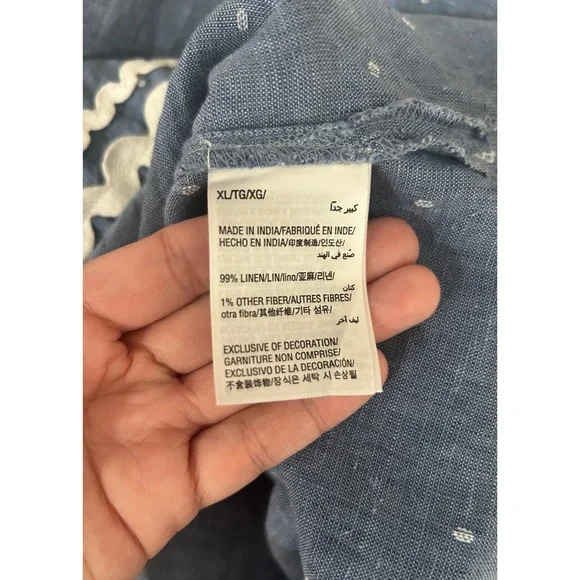 XL/TG/XG/
كبير جدًا
MADE IN INDIA/FABRIQUÉ EN INDE/
HECHO EN INDIA/印度制造/인도산/
صنع في الهند
99% LINEN/LIN/lino/亚麻/리넨/
كتان
1% OTHER FIBER/AUTRES FIBRES/
otra fibra/其他纤维/기타 섬유/
ليف آخر
EXCLUSIVE OF DECORATION/
GARNITURE NON COMPRISE/
EXCLUSIVO DE LA DECORACIÓN/
不含装饰物/장식은 세탁 시 손상될